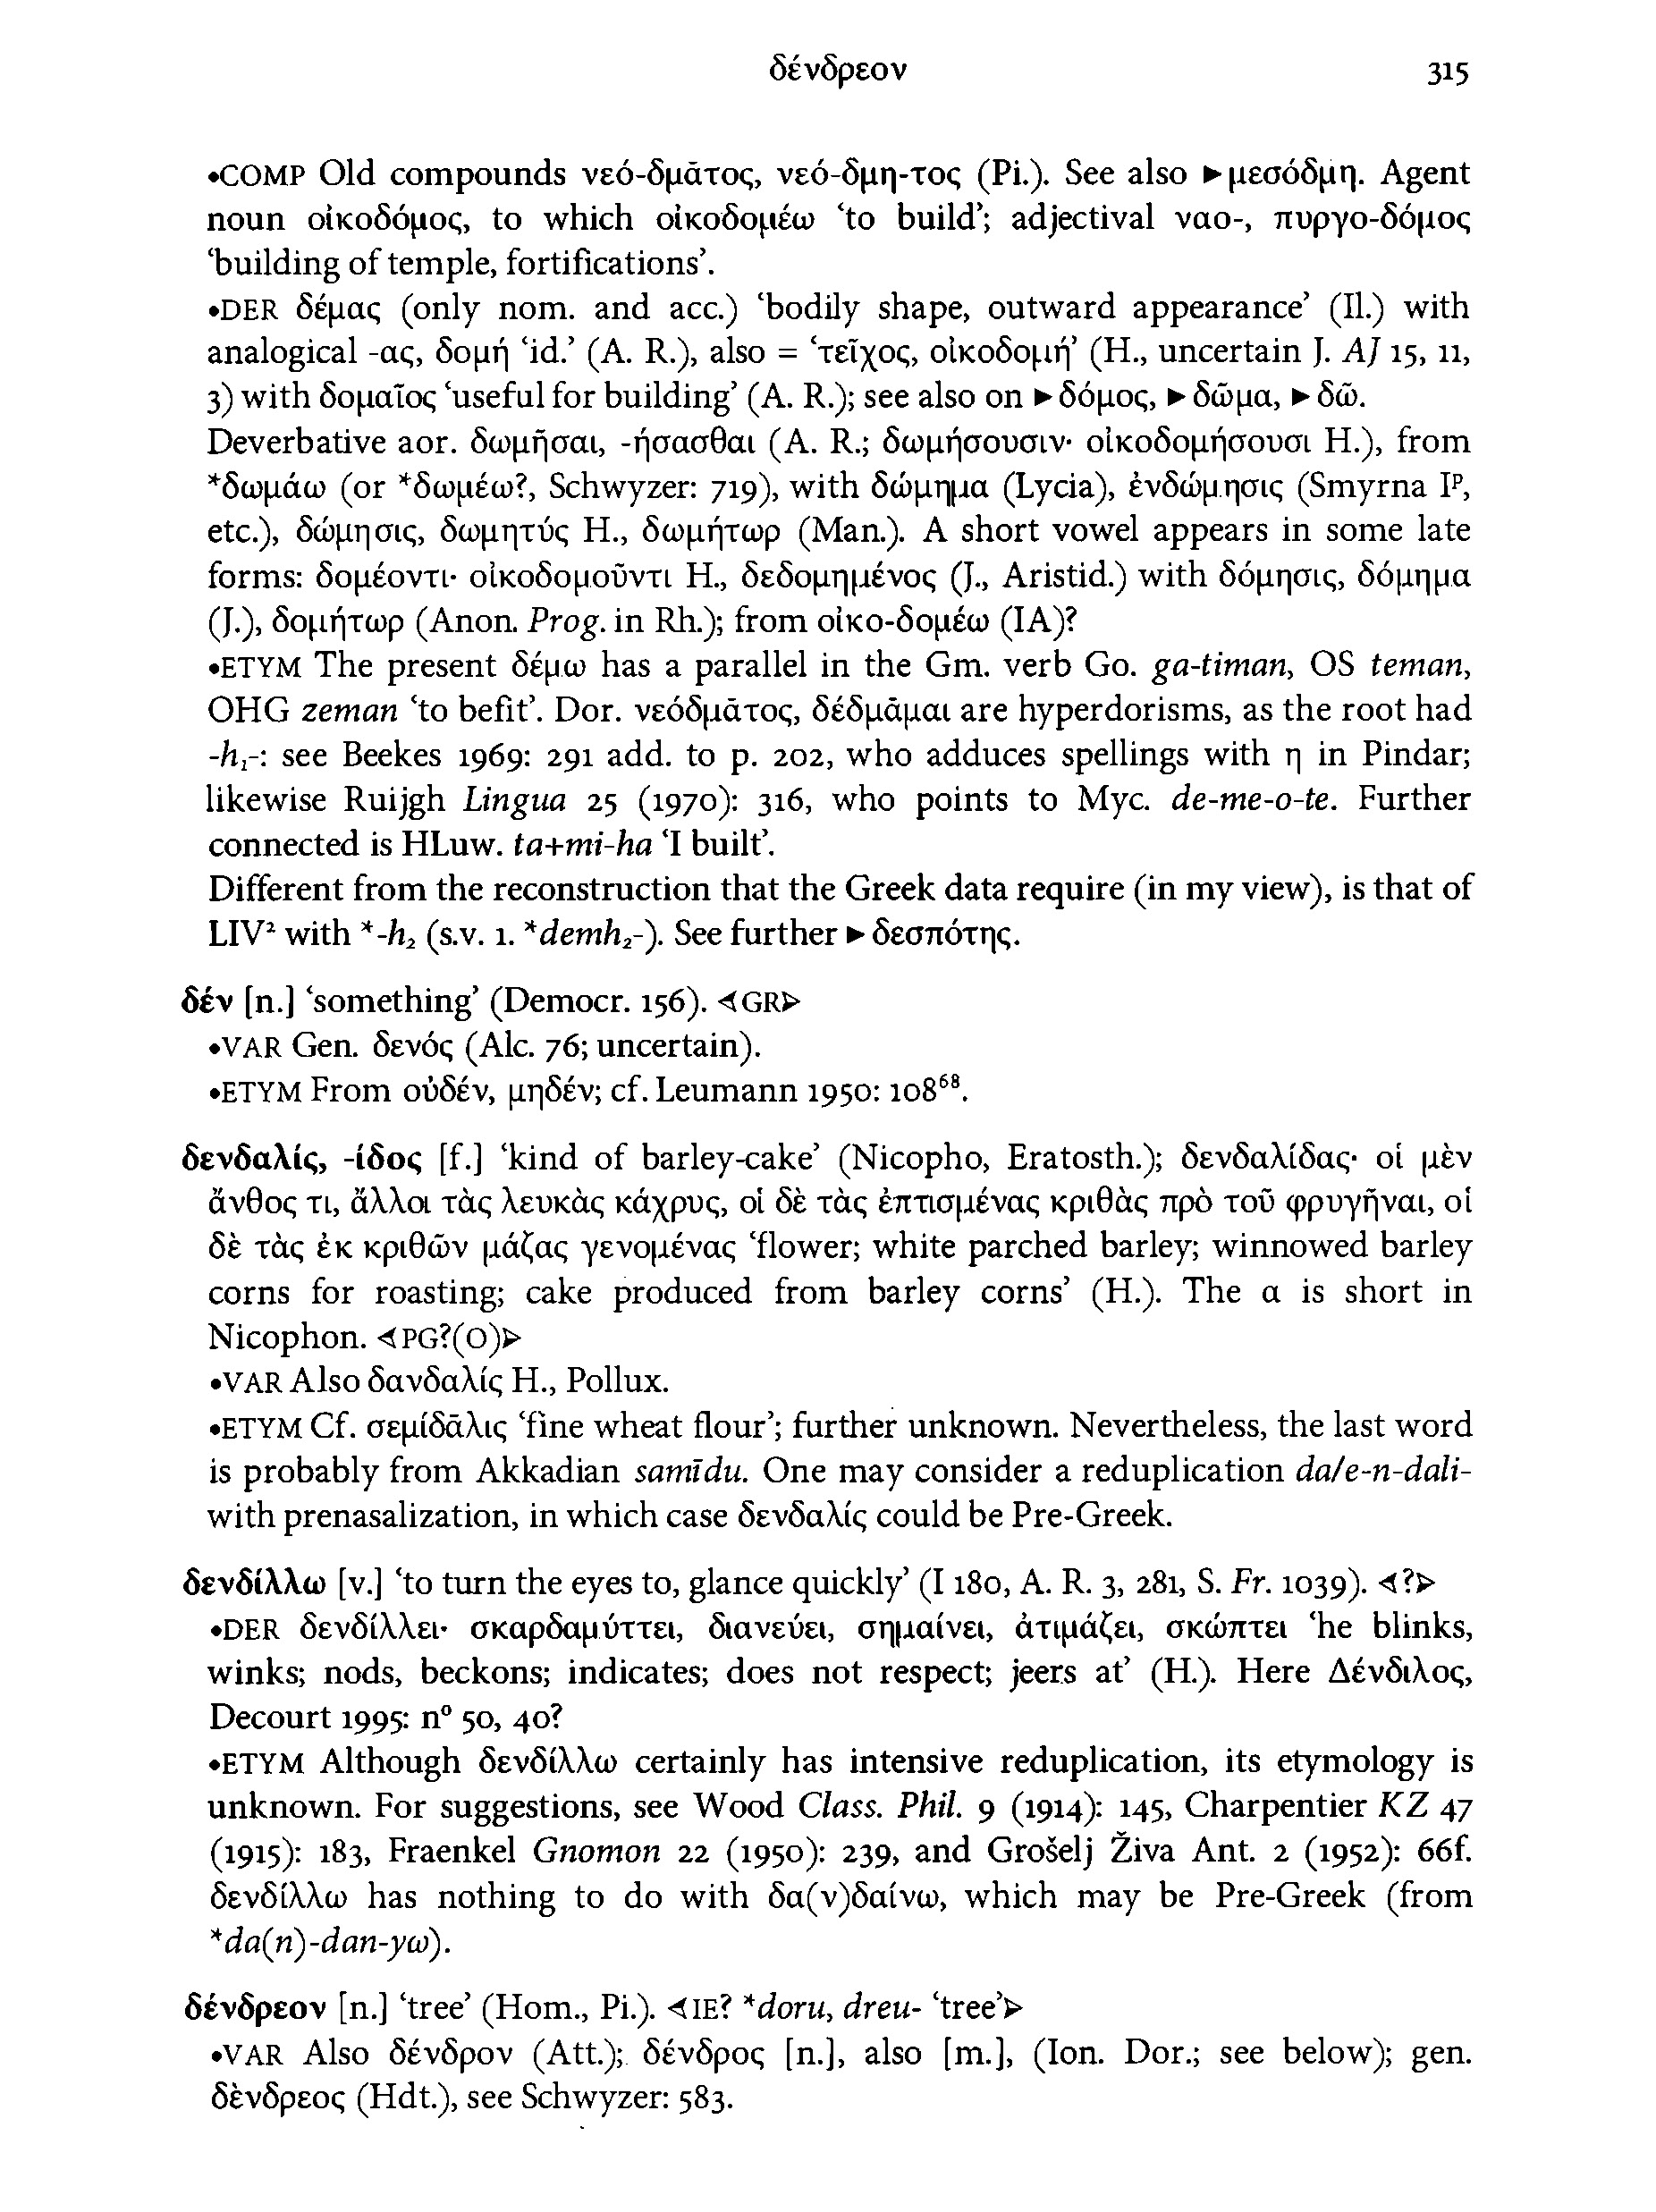 δένδρεον 315
•COMP Old compounds νεό-δμᾱτος, νεό-δμη-τος (Pi.). See also ►μεσόδμη. Agent
noun οἰκοδόμος, to which οἰκοδομέω ‘to build’; adjectival ναο-, πυργο-δόμος
‘building of temple, fortifications’.
•DER δέμας (only nom. and acc.) ‘bodily shape, outward appearance’ (Il.) with
analogical -ας, δομή ‘id.’ (A. R.), also = ‘τεῖχος, οἰκοδομή’ (H., uncertain J. AJ 15, 11,
3) with δομαῖος ‘useful for building’ (A. R.); see also on ►δόμος, ►δῶμα, ►δῶ.
Deverbative aor. δωμῆσαι, -ήσασθαι (A. R.; δωμήσουσιν· οἰκοδομήσουσι H.), from
*δωμάω (or *δωμέω?, Schwyzer: 719), with δώμημα (Lycia), ἐνδώμησις (Smyrna Iᵖ,
etc.), δώμησις, δωμητύς H., δωμήτωρ (Man.). A short vowel appears in some late
forms: δομέοντι· οἰκοδομοῦντι H., δεδομημένος (J., Aristid.) with δόμησις, δόμημα
(J.), δομήτωρ (Anon. Prog. in Rh.); from οἰκο-δομέω (IA)?
•ETYM The present δέμω has a parallel in the Gm. verb Go. ga-timan, OS teman,
OHG zeman ‘to befit’. Dor. νεόδμᾱτος, δέδμᾱμαι are hyperdorisms, as the root had
-h₁-: see Beekes 1969: 291 add. to p. 202, who adduces spellings with η in Pindar;
likewise Ruijgh Lingua 25 (1970): 316, who points to Myc. de-me-o-te. Further
connected is HLuw. ta+mi-ha ‘I built’.
Different from the reconstruction that the Greek data require (in my view), is that of
LIV² with *-h₂ (s.v. 1. *demh₂-). See further ►δεσπότης.
δέν [n.] ‘something’ (Democr. 156). ◁GR▷
•VAR Gen. δενός (Alc. 76; uncertain).
•ETYM From οὐδέν, μηδέν; cf. Leumann 1950: 108⁶⁸.
δενδαλίς, -ίδος [f.] ‘kind of barley-cake’ (Nicopho, Eratosth.); δενδαλίδας· οἱ μὲν
ἄνθος τι, ἄλλοι τὰς λευκὰς κάχρυς, οἱ δὲ τὰς ἐπτισμένας κριθὰς πρὸ τοῦ φρυγῆναι, οἱ
δὲ τὰς ἐκ κριθῶν μάζας γενομένας ‘flower; white parched barley; winnowed barley
corns for roasting; cake produced from barley corns’ (H.). The α is short in
Nicophon. ◁PG?(O)▷
•VAR Also δανδαλίς H., Pollux.
•ETYM Cf. σεμίδᾱλις ‘fine wheat flour’; further unknown. Nevertheless, the last word
is probably from Akkadian samīdu. One may consider a reduplication da/e-n-dali-
with prenasalization, in which case δενδαλίς could be Pre-Greek.
δενδίλλω [v.] ‘to turn the eyes to, glance quickly’ (I 180, A. R. 3, 281, S. Fr. 1039). ◁?▷
•DER δενδίλλει· σκαρδαμύττει, διανεύει, σημαίνει, ἀτιμάζει, σκώπτει ‘he blinks,
winks; nods, beckons; indicates; does not respect; jeers at’ (H.). Here Δένδιλος,
Decourt 1995: n° 50, 40?
•ETYM Although δενδίλλω certainly has intensive reduplication, its etymology is
unknown. For suggestions, see Wood Class. Phil. 9 (1914): 145, Charpentier KZ 47
(1915): 183, Fraenkel Gnomon 22 (1950): 239, and Grošelj Živa Ant. 2 (1952): 66f.
δενδίλλω has nothing to do with δα(ν)δαίνω, which may be Pre-Greek (from
*da(n)-dan-yω).
δένδρεον [n.] ‘tree’ (Hom., Pi.). ◁IE? *doru, dreu- ‘tree’▷
•VAR Also δένδρον (Att.); δένδρος [n.], also [m.], (Ion. Dor.; see below); gen.
δὲνδρεος (Hdt.), see Schwyzer: 583.